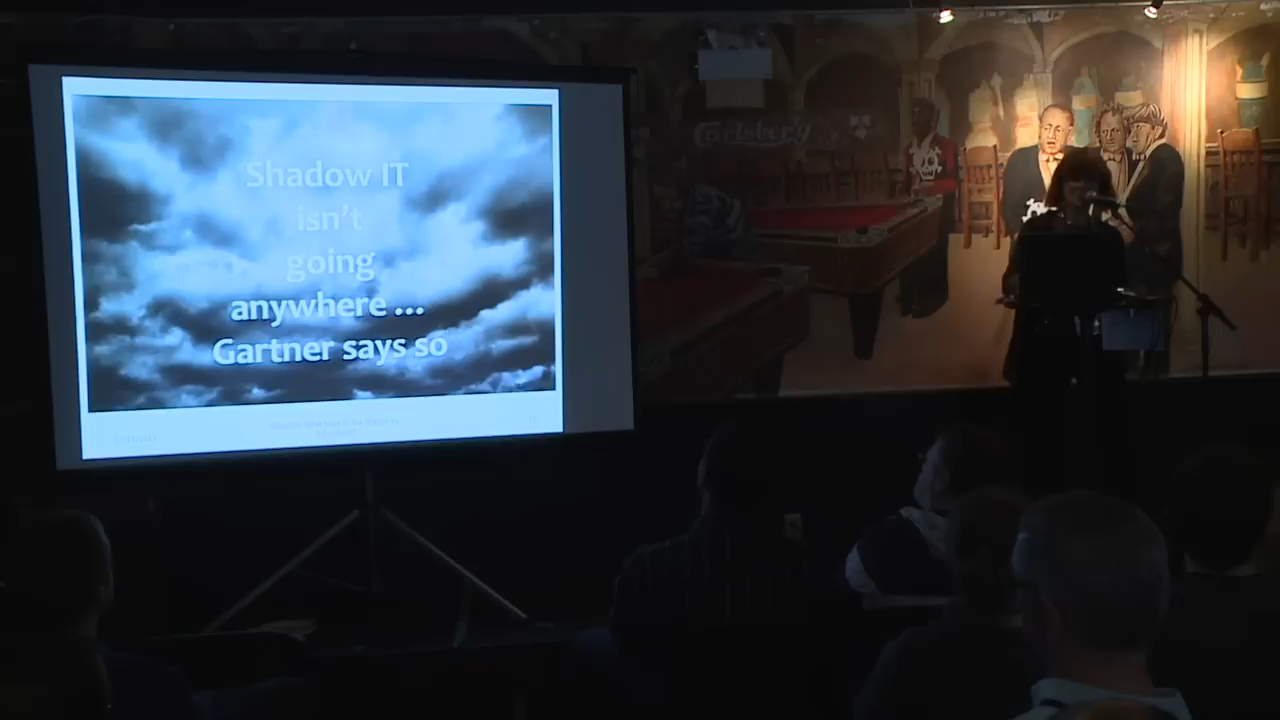 Shadow IT
isn't
going
anywhere ...
Gartner says so
Carlsberg